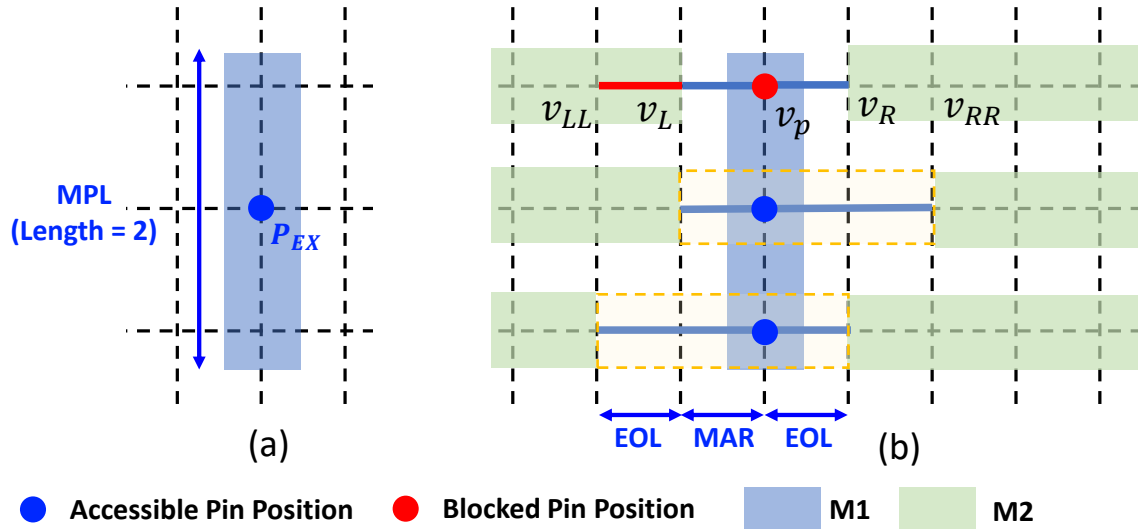 MPL
(Length = 2)
P_EX
v_LL v_L v_p v_R v_RR
EOL MAR EOL
(a) (b)
Accessible Pin Position Blocked Pin Position M1 M2